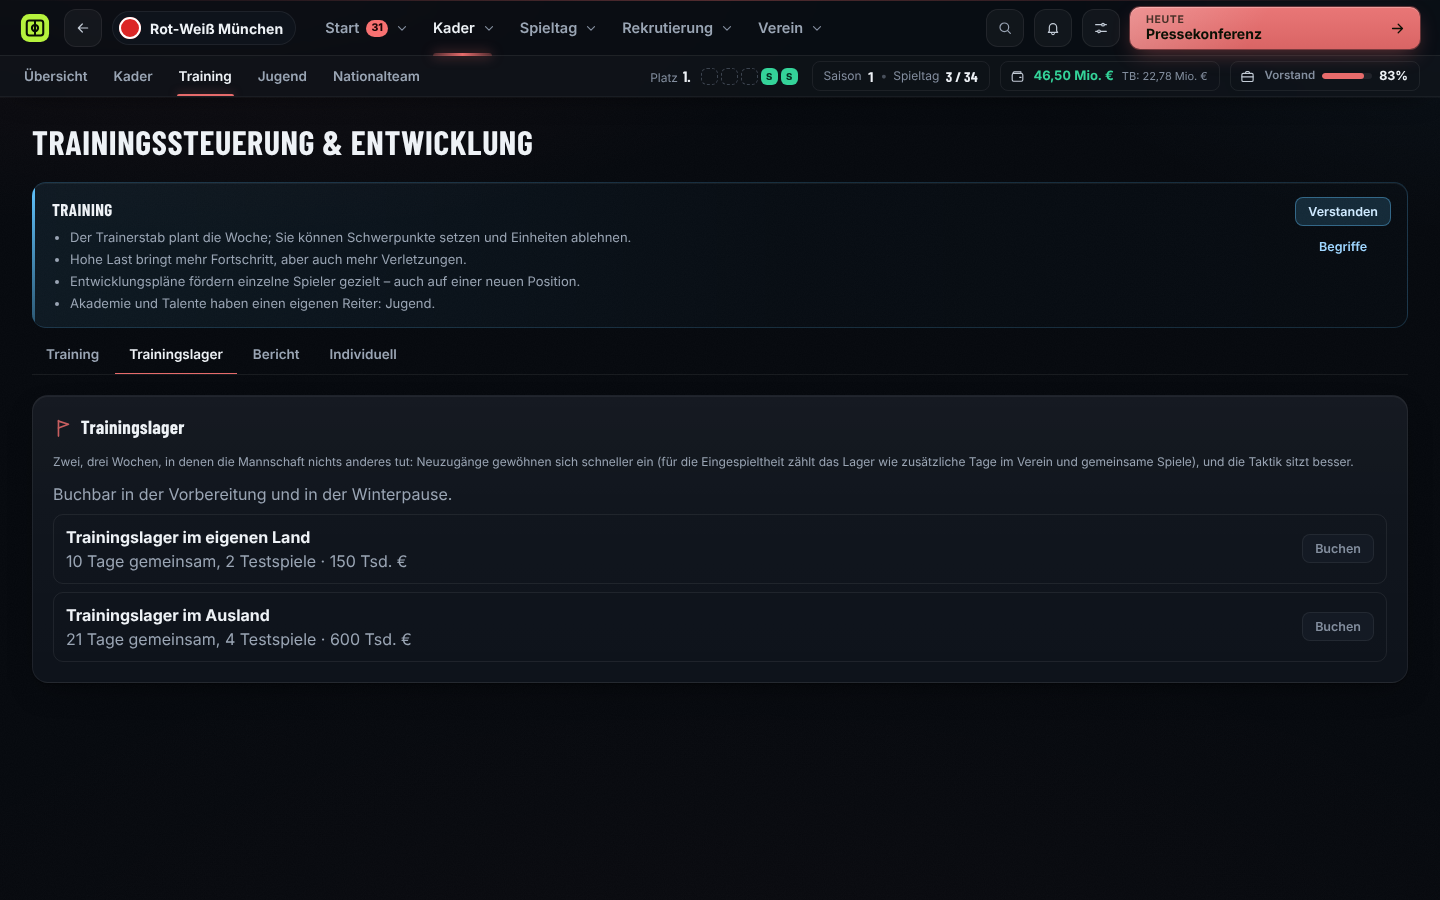 Rot-Weiß München
Start 31
Kader
Spieltag
Rekrutierung
Verein
HEUTE
Pressekonferenz
Übersicht
Kader
Training
Jugend
Nationalteam
Platz 1.
S S
Saison 1 • Spieltag 3 / 34
46,50 Mio. € TB: 22,78 Mio. €
Vorstand 83%
TRAININGSSTEUERUNG & ENTWICKLUNG
TRAINING
• Der Trainerstab plant die Woche; Sie können Schwerpunkte setzen und Einheiten ablehnen.
• Hohe Last bringt mehr Fortschritt, aber auch mehr Verletzungen.
• Entwicklungspläne fördern einzelne Spieler gezielt – auch auf einer neuen Position.
• Akademie und Talente haben einen eigenen Reiter: Jugend.
Verstanden
Begriffe
Training
Trainingslager
Bericht
Individuell
Trainingslager
Zwei, drei Wochen, in denen die Mannschaft nichts anderes tut: Neuzugänge gewöhnen sich schneller ein (für die Eingespieltheit zählt das Lager wie zusätzliche Tage im Verein und gemeinsame Spiele), und die Taktik sitzt besser.
Buchbar in der Vorbereitung und in der Winterpause.
Trainingslager im eigenen Land
10 Tage gemeinsam, 2 Testspiele · 150 Tsd. €
Buchen
Trainingslager im Ausland
21 Tage gemeinsam, 4 Testspiele · 600 Tsd. €
Buchen